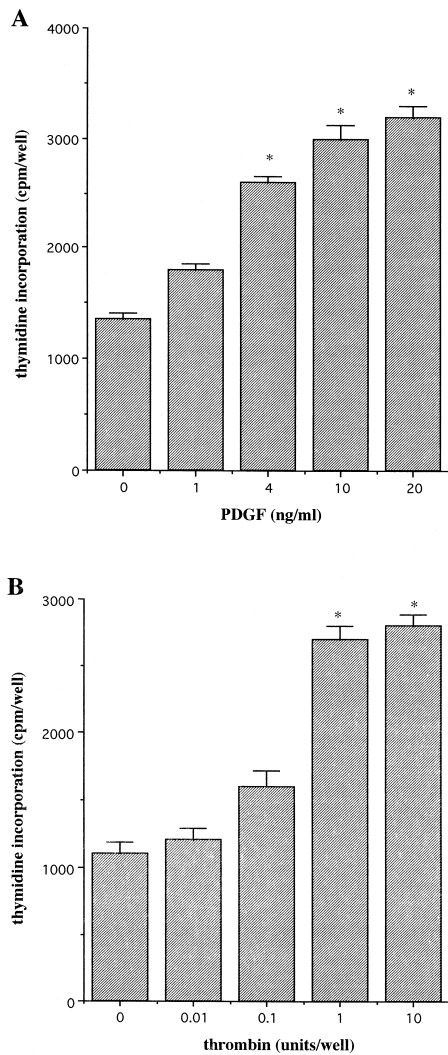 A
4000
3000
2000
1000
0
thymidine incorporation (cpm/well)
*
*
*
0 1 4 10 20
PDGF (ng/ml)
B
3000
2000
1000
0
thymidine incorporation (cpm/well)
*
*
0 0.01 0.1 1 10
thrombin (units/well)